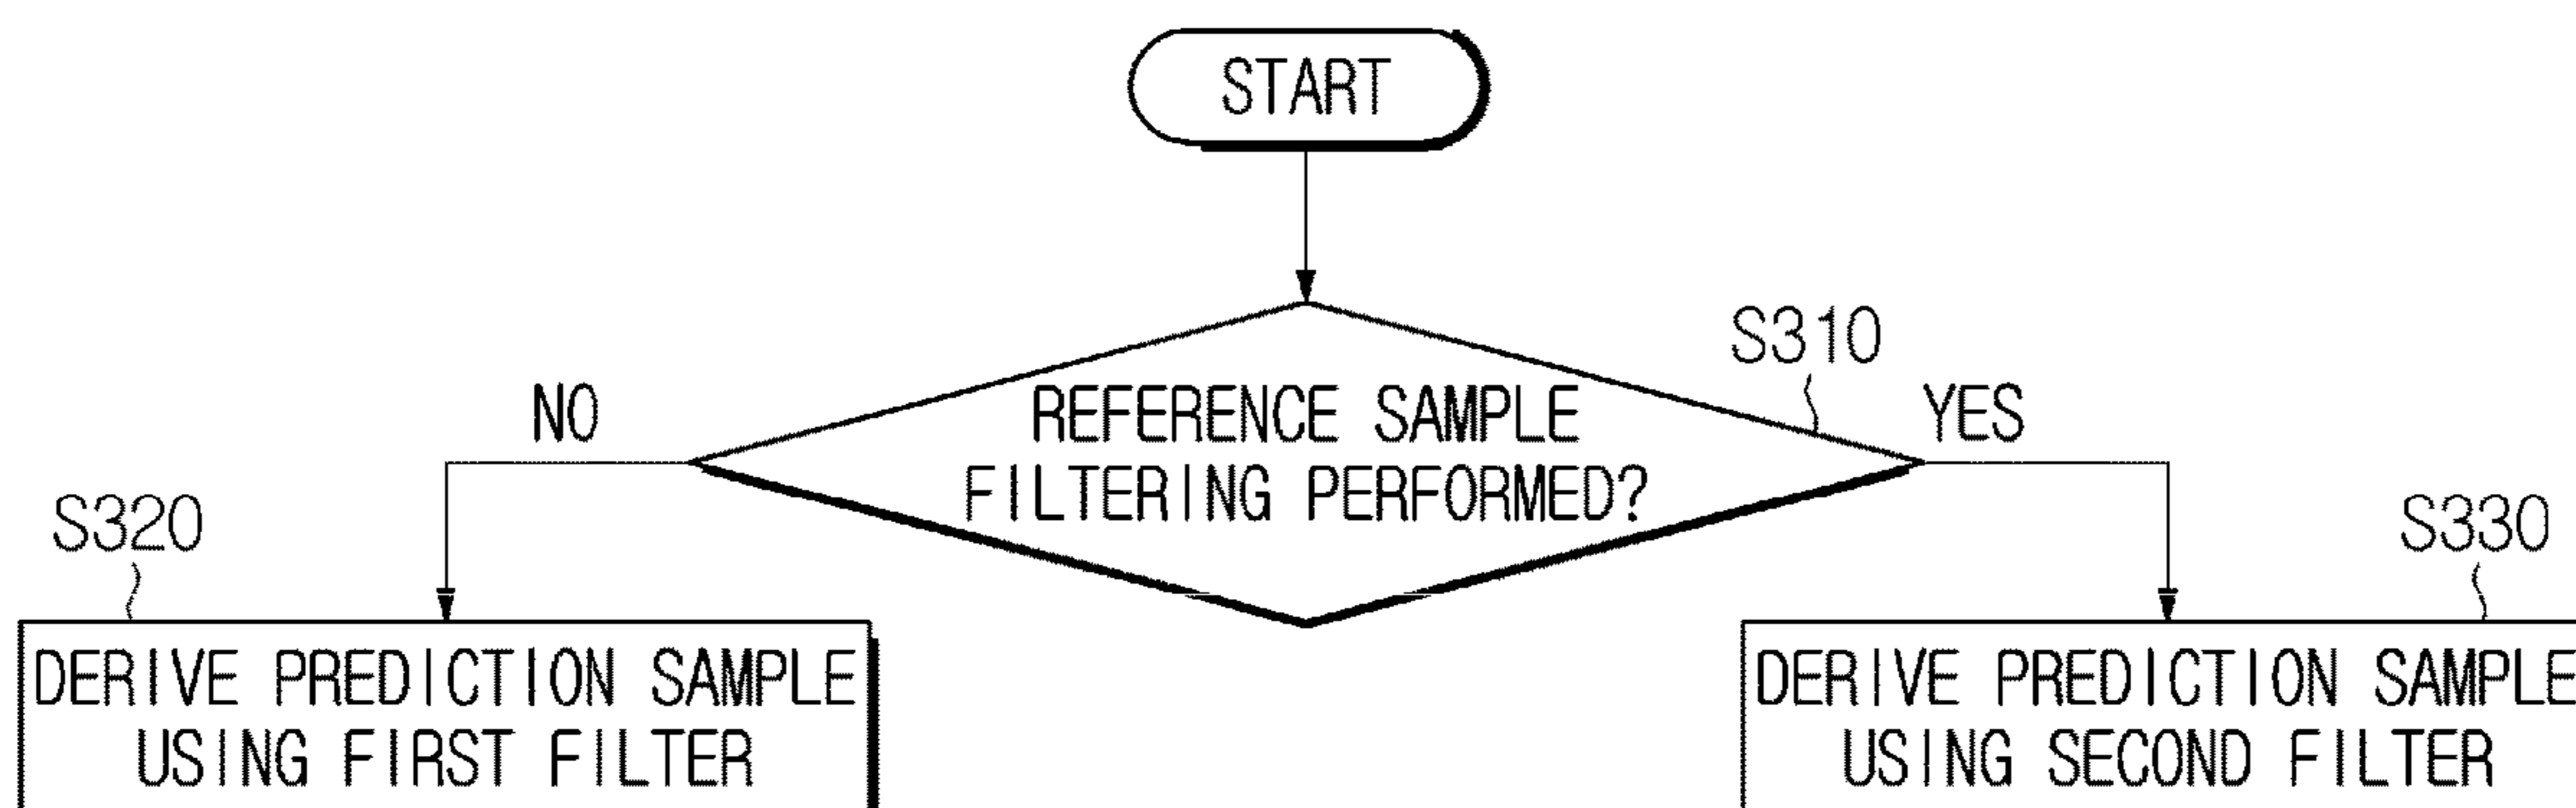 START
S310
REFERENCE SAMPLE
FILTERING PERFORMED?
NO
YES
S320
DERIVE PREDICTION SAMPLE
USING FIRST FILTER
S330
DERIVE PREDICTION SAMPLE
USING SECOND FILTER